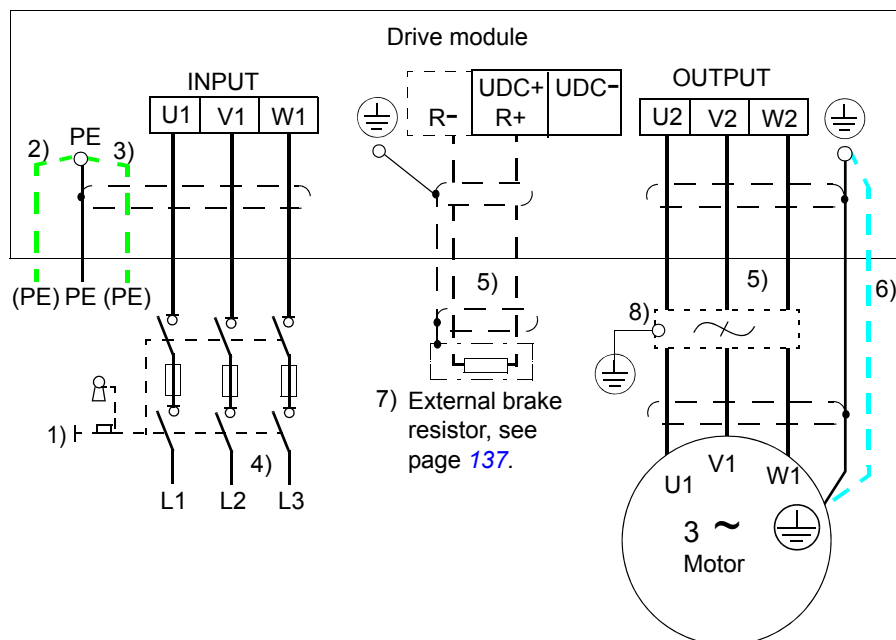 Drive module
INPUT
U1 V1 W1
UDC+ UDC-
R- R+
OUTPUT
U2 V2 W2
2) PE 3)
(PE) PE (PE)
5)
5)
6)
8)
7) External brake
resistor, see
page 137.
1)
4)
L1 L2 L3
U1 V1 W1
3 ~
Motor